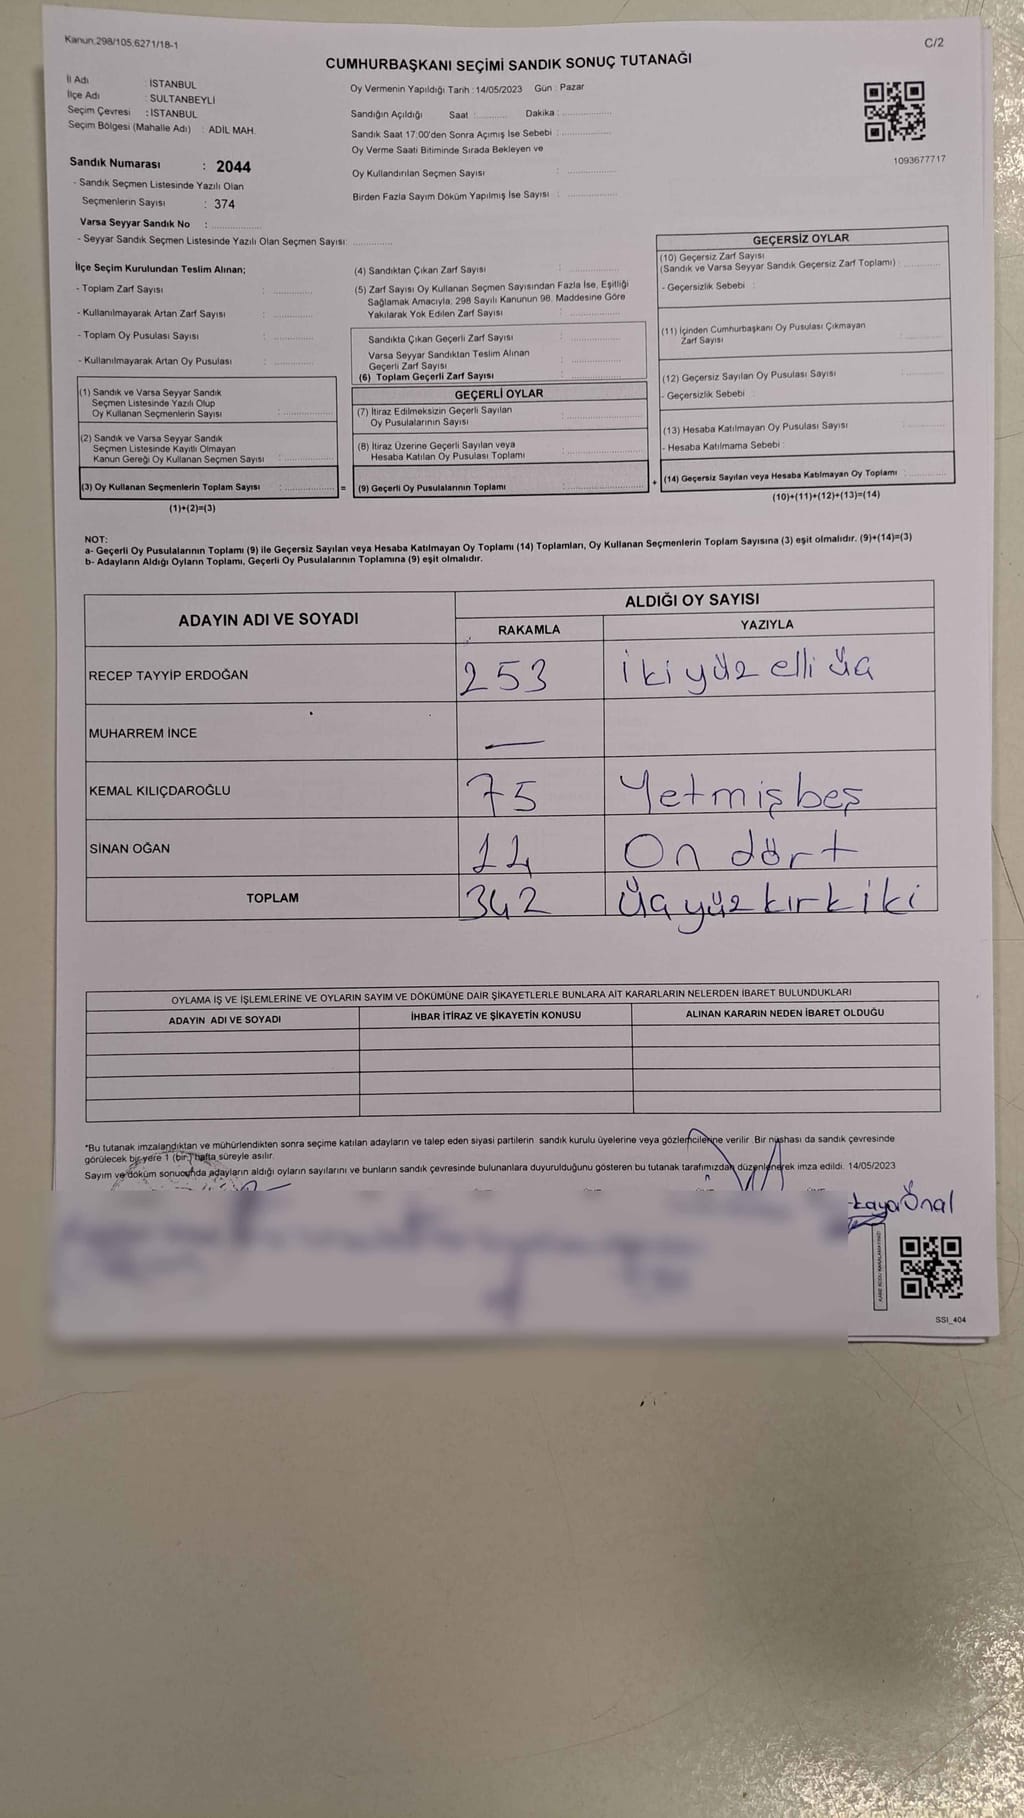 Kanun.298/105.6271/18-1
C/2
CUMHURBAŞKANI SEÇİMİ SANDIK SONUÇ TUTANAĞI
İl Adı : İSTANBUL
İlçe Adı : SULTANBEYLİ
Seçim Çevresi : İSTANBUL
Seçim Bölgesi (Mahalle Adı) : ADİL MAH.
Oy Vermenin Yapıldığı Tarih : 14/05/2023 Gün : Pazar
Sandığın Açıldığı Saat : Dakika :
Sandık Saat 17:00'den Sonra Açımış İse Sebebi :
Oy Verme Saati Bitiminde Sırada Bekleyen ve
Oy Kullandırılan Seçmen Sayısı :
Birden Fazla Sayım Döküm Yapılmış İse Sayısı :
1093677717
Sandık Numarası : 2044
- Sandık Seçmen Listesinde Yazılı Olan
Seçmenlerin Sayısı : 374
Varsa Seyyar Sandık No :
- Seyyar Sandık Seçmen Listesinde Yazılı Olan Seçmen Sayısı:
İlçe Seçim Kurulundan Teslim Alınan;
- Toplam Zarf Sayısı :
- Kullanılmayarak Artan Zarf Sayısı :
- Toplam Oy Pusulası Sayısı :
- Kullanılmayarak Artan Oy Pusulası :
(1) Sandık ve Varsa Seyyar Sandık
Seçmen Listesinde Yazılı Olup
Oy Kullanan Seçmenlerin Sayısı :
(2) Sandık ve Varsa Seyyar Sandık
Seçmen Listesinde Kayıtlı Olmayan
Kanun Gereği Oy Kullanan Seçmen Sayısı :
(3) Oy Kullanan Seçmenlerin Toplam Sayısı : =
(1)+(2)=(3)
(4) Sandıktan Çıkan Zarf Sayısı :
(5) Zarf Sayısı Oy Kullanan Seçmen Sayısından Fazla İse, Eşitliği
Sağlamak Amacıyla, 298 Sayılı Kanunun 98. Maddesine Göre
Yakılarak Yok Edilen Zarf Sayısı :
Sandıkta Çıkan Geçerli Zarf Sayısı :
Varsa Seyyar Sandıktan Teslim Alınan
Geçerli Zarf Sayısı :
(6) Toplam Geçerli Zarf Sayısı :
GEÇERLİ OYLAR
(7) İtiraz Edilmeksizin Geçerli Sayılan
Oy Pusulalarının Sayısı :
(8) İtiraz Üzerine Geçerli Sayılan veya
Hesaba Katılan Oy Pusulası Toplamı :
(9) Geçerli Oy Pusulalarının Toplamı : +
GEÇERSİZ OYLAR
(10) Geçersiz Zarf Sayısı
(Sandık ve Varsa Seyyar Sandık Geçersiz Zarf Toplamı) :
- Geçersizlik Sebebi :
(11) İçinden Cumhurbaşkanı Oy Pusulası Çıkmayan
Zarf Sayısı :
(12) Geçersiz Sayılan Oy Pusulası Sayısı :
- Geçersizlik Sebebi :
(13) Hesaba Katılmayan Oy Pusulası Sayısı :
- Hesaba Katılmama Sebebi :
(14) Geçersiz Sayılan veya Hesaba Katılmayan Oy Toplamı :
(10)+(11)+(12)+(13)=(14)
NOT:
a- Geçerli Oy Pusulalarının Toplamı (9) ile Geçersiz Sayılan veya Hesaba Katılmayan Oy Toplamı (14) Toplamları, Oy Kullanan Seçmenlerin Toplam Sayısına (3) eşit olmalıdır. (9)+(14)=(3)
b- Adayların Aldığı Oyların Toplamı, Geçerli Oy Pusulalarının Toplamına (9) eşit olmalıdır.
ADAYIN ADI VE SOYADI
ALDIĞI OY SAYISI
RAKAMLA YAZIYLA
RECEP TAYYİP ERDOĞAN 253 İkiyüz elli üç
MUHARREM İNCE —
KEMAL KILIÇDAROĞLU 75 Yetmişbeş
SİNAN OĞAN 14 On dört
TOPLAM 342 Üçyüzkırkiki
OYLAMA İŞ VE İŞLEMLERİNE VE OYLARIN SAYIM VE DÖKÜMÜNE DAİR ŞİKAYETLERLE BUNLARA AİT KARARLARIN NELERDEN İBARET BULUNDUKLARI
ADAYIN ADI VE SOYADI İHBAR İTİRAZ VE ŞİKAYETİN KONUSU ALINAN KARARIN NEDEN İBARET OLDUĞU
*Bu tutanak imzalandıktan ve mühürlendikten sonra seçime katılan adayların ve talep eden siyasi partilerin sandık kurulu üyelerine veya gözlemcilerine verilir. Bir nüshası da sandık çevresinde
görülecek bir yere 1 (bir) hafta süreyle asılır.
Sayım ve döküm sonucunda adayların aldığı oyların sayılarını ve bunların sandık çevresinde bulunanlara duyurulduğunu gösteren bu tutanak tarafımızdan düzenlenerek imza edildi. 14/05/2023
kaya Önal
SSI_404